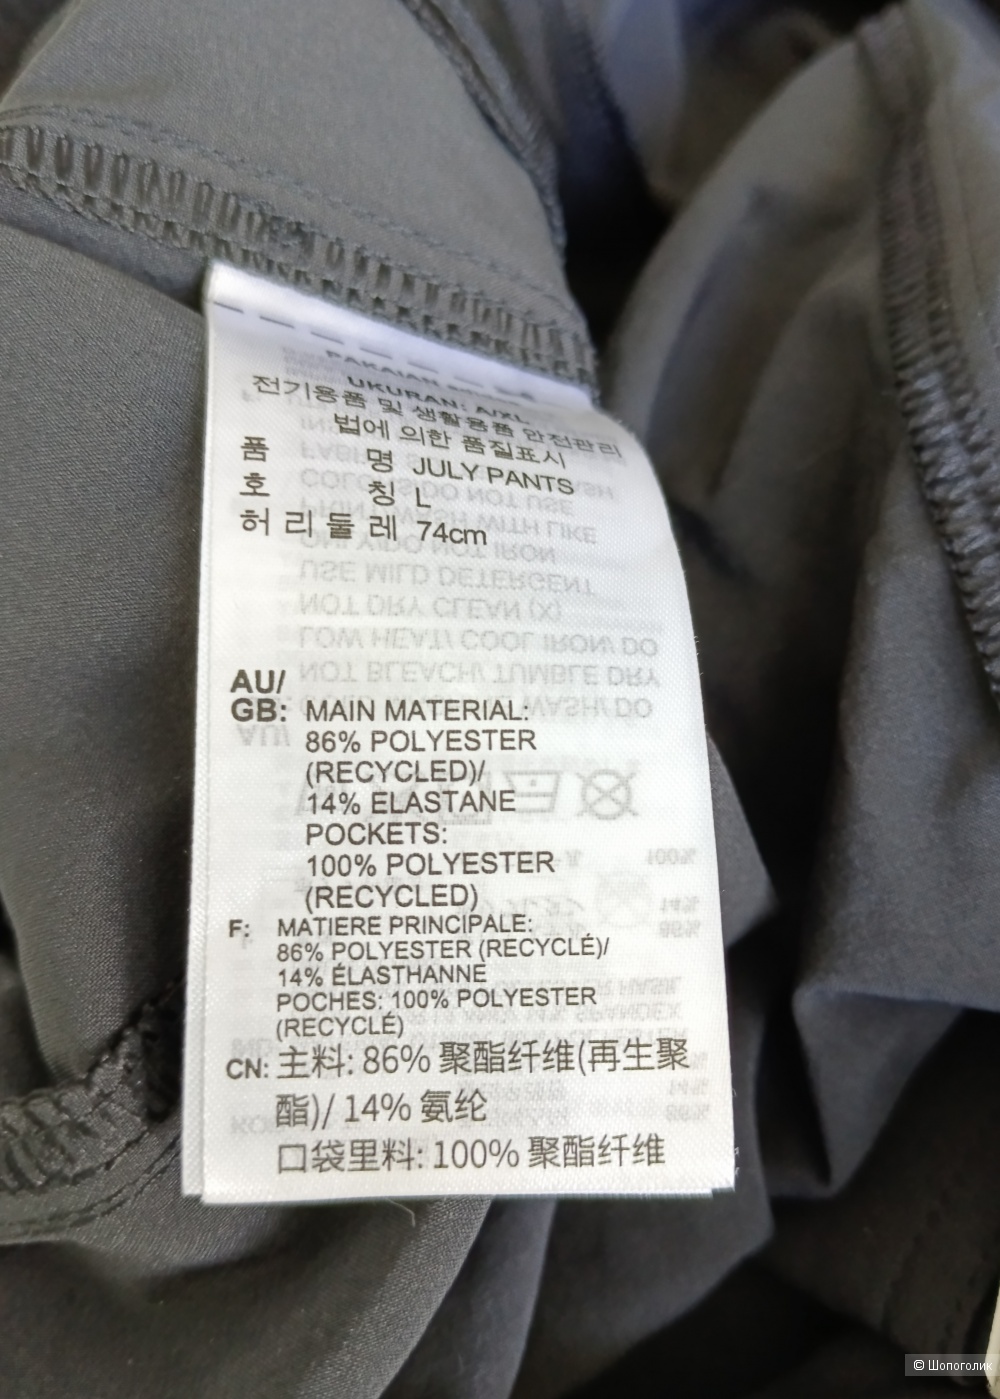 PAKAIAN
UKURAN: A/XL
전기용품 및 생활용품 안전관리
법에 의한 품질표시
품 명 JULY PANTS
호 칭 L
허 리 둘 레 74cm
AU/
GB: MAIN MATERIAL:
86% POLYESTER
(RECYCLED)/
14% ELASTANE
POCKETS:
100% POLYESTER
(RECYCLED)
F: MATIERE PRINCIPALE:
86% POLYESTER (RECYCLÉ)/
14% ÉLASTHANNE
POCHES: 100% POLYESTER
(RECYCLÉ)
CN: 主料: 86% 聚酯纤维(再生聚
酯)/ 14% 氨纶
口袋里料: 100% 聚酯纤维
© Шопоголик